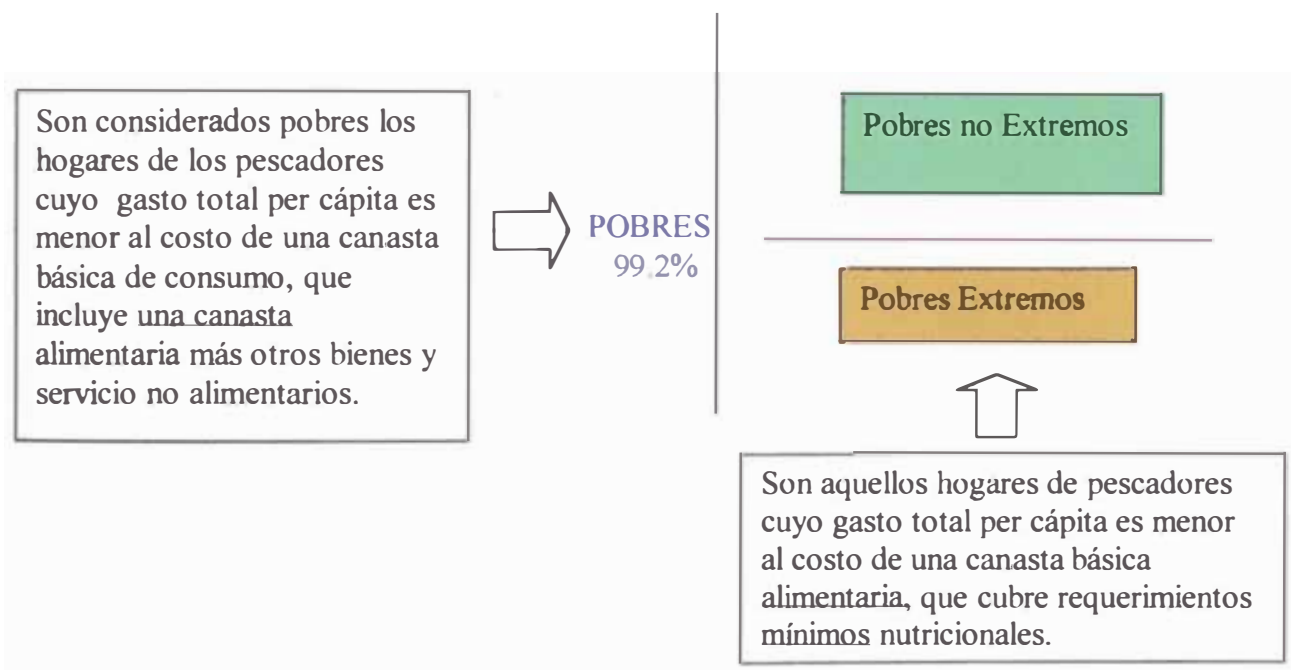 Son considerados pobres los
hogares de los pescadores
cuyo gasto total per cápita es
menor al costo de una canasta
básica de consumo, que
incluye una canasta
alimentaria más otros bienes y
servicio no alimentarios.
POBRES
99.2%
Pobres no Extremos
Pobres Extremos
Son aquellos hogares de pescadores
cuyo gasto total per cápita es menor
al costo de una canasta básica
alimentaria, que cubre requerimientos
mínimos nutricionales.